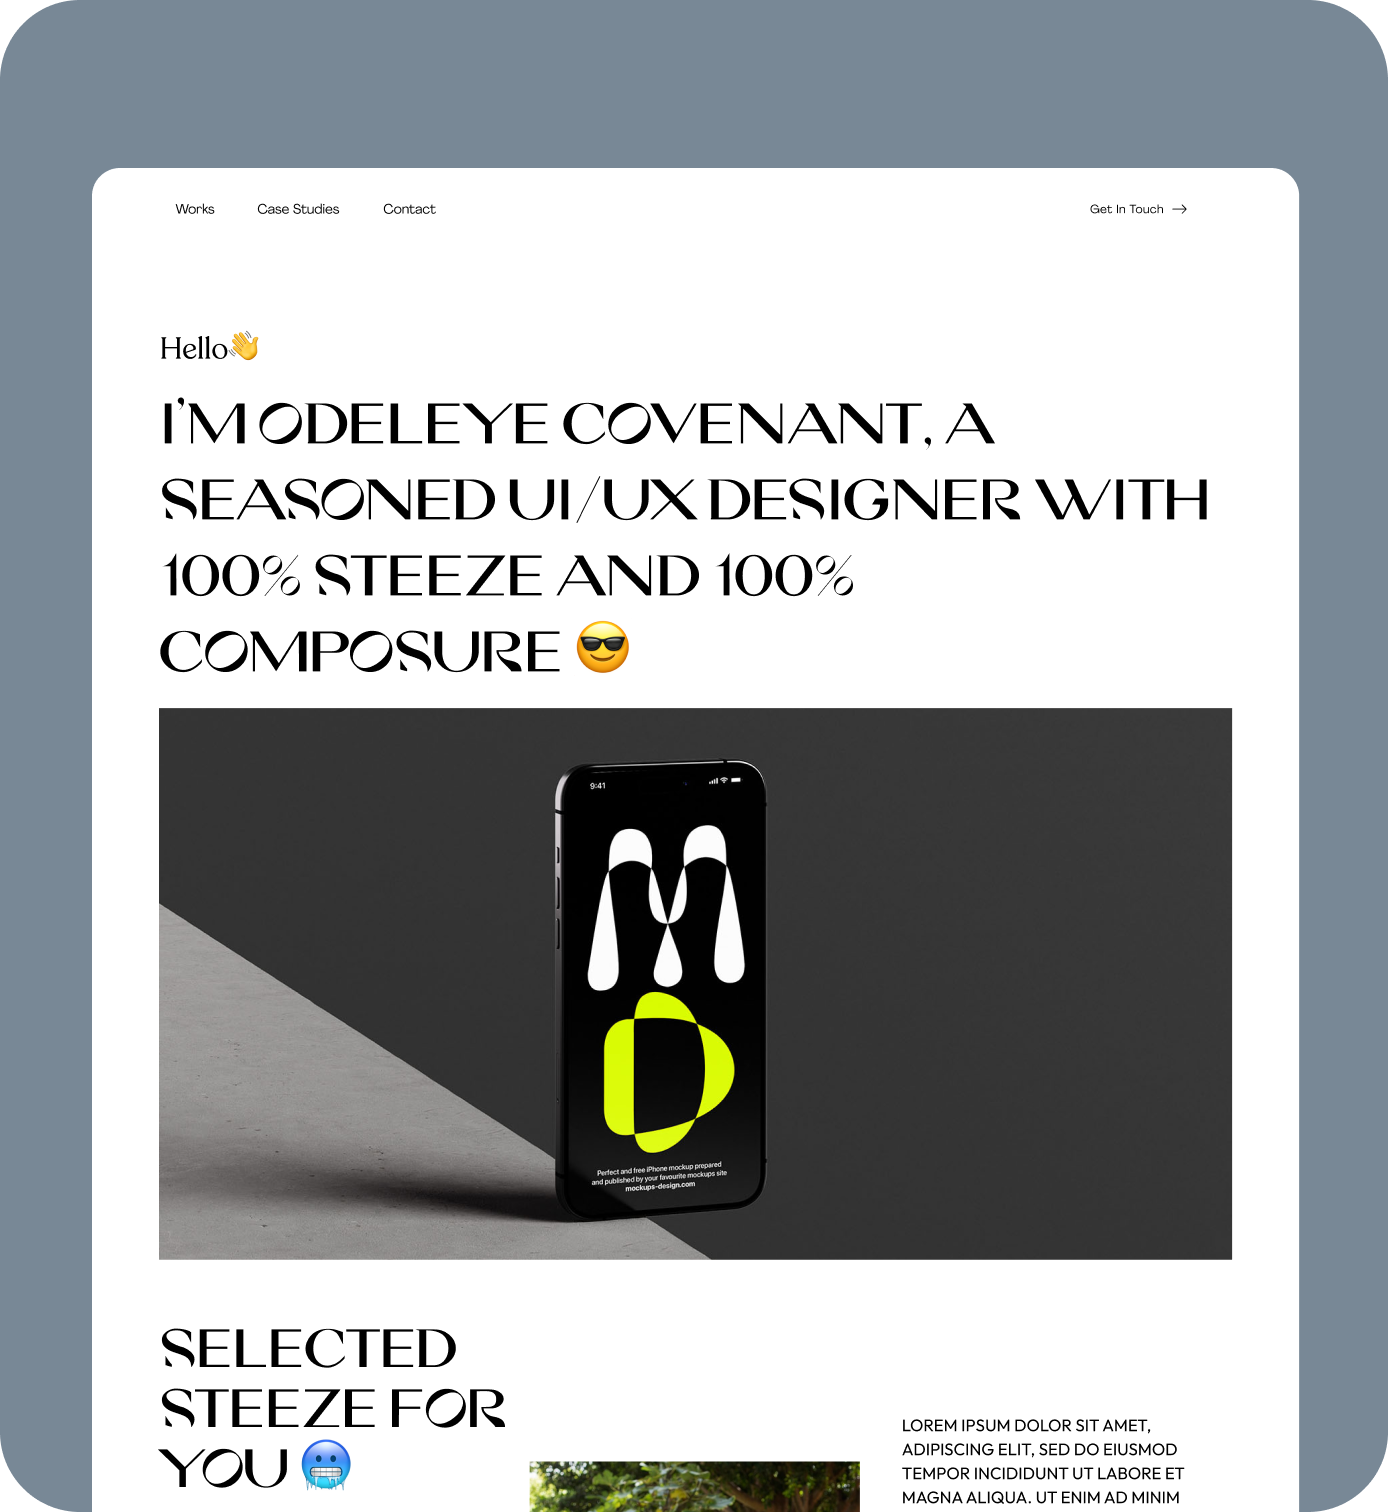 Works Case Studies Contact Get In Touch →
Hello👋
I'M ODELEYE COVENANT, A
SEASONED UI/UX DESIGNER WITH
100% STEEZE AND 100%
COMPOSURE 😎
9:41
M
D
Perfect and free iPhone mockup prepared
and published by your favourite mockups site
mockups-design.com
SELECTED
STEEZE FOR
YOU 🥶
LOREM IPSUM DOLOR SIT AMET,
ADIPISCING ELIT, SED DO EIUSMOD
TEMPOR INCIDIDUNT UT LABORE ET
MAGNA ALIQUA. UT ENIM AD MINIM